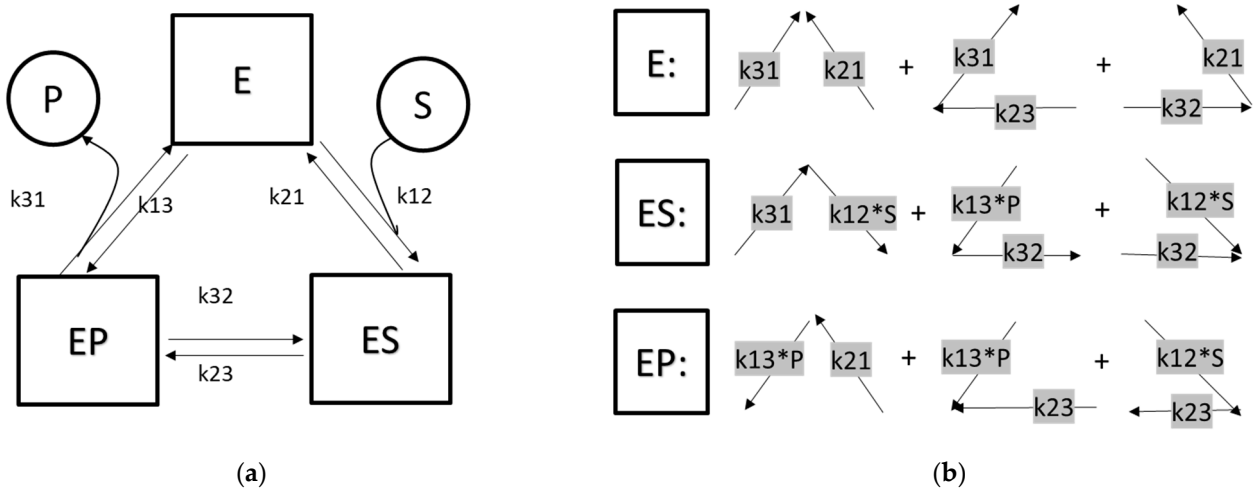 E
P
S
k31
k13
k21
k12
EP
k32
k23
ES
(a)
E: k31 k21 + k31 k23 + k21 k32
ES: k31 k12*S + k13*P k32 + k12*S k32
EP: k13*P k21 + k13*P k23 + k12*S k23
(b)